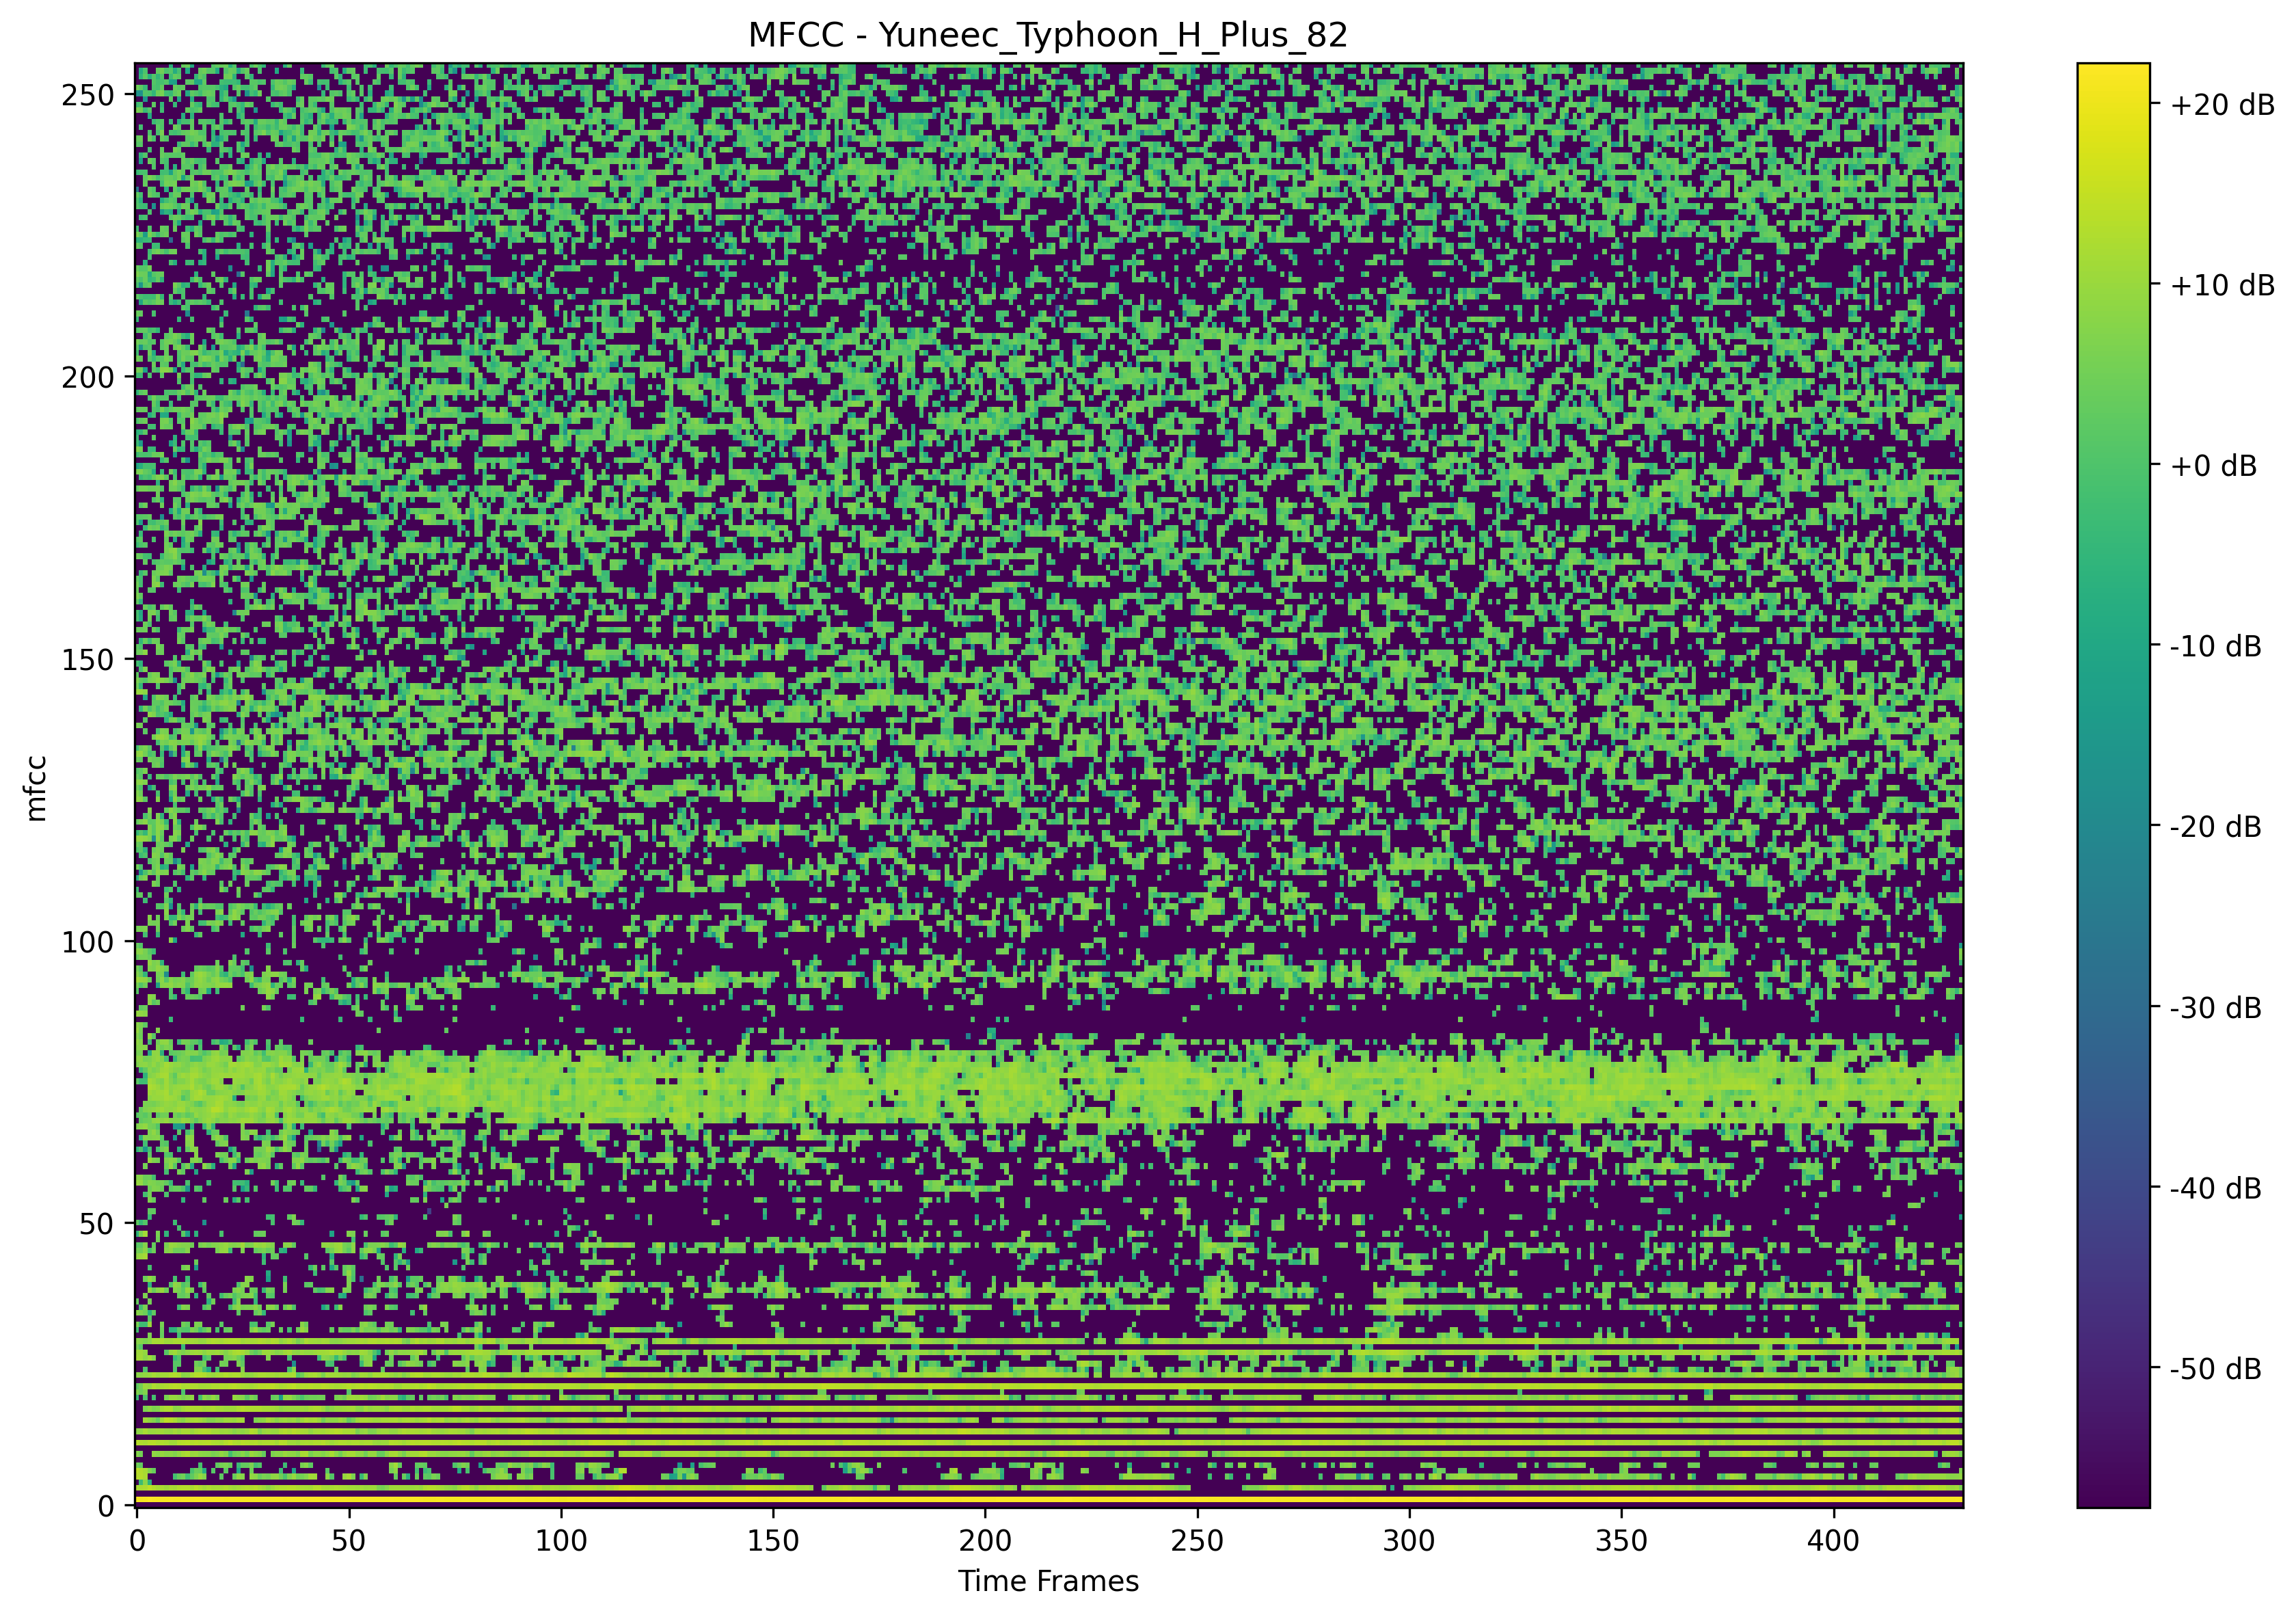 MFCC - Yuneec_Typhoon_H_Plus_82
250
200
150
100
50
0
mfcc
0 50 100 150 200 250 300 350 400
Time Frames
+20 dB
+10 dB
+0 dB
-10 dB
-20 dB
-30 dB
-40 dB
-50 dB